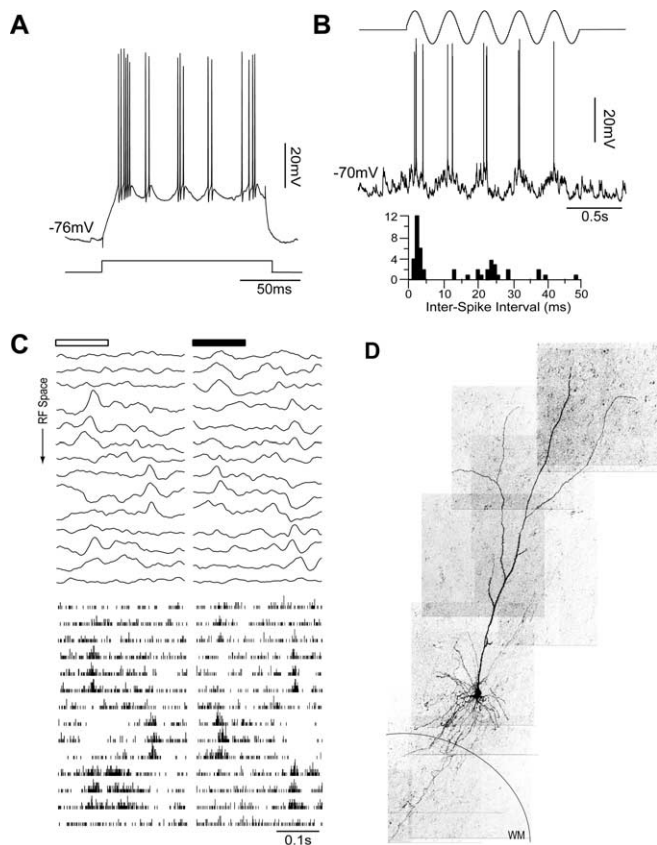 A
20mV
-76mV
50ms
B
20mV
-70mV
0.5s
12
8
4
0
0 10 20 30 40 50
Inter-Spike Interval (ms)
C
RF Space
0.1s
D
WM